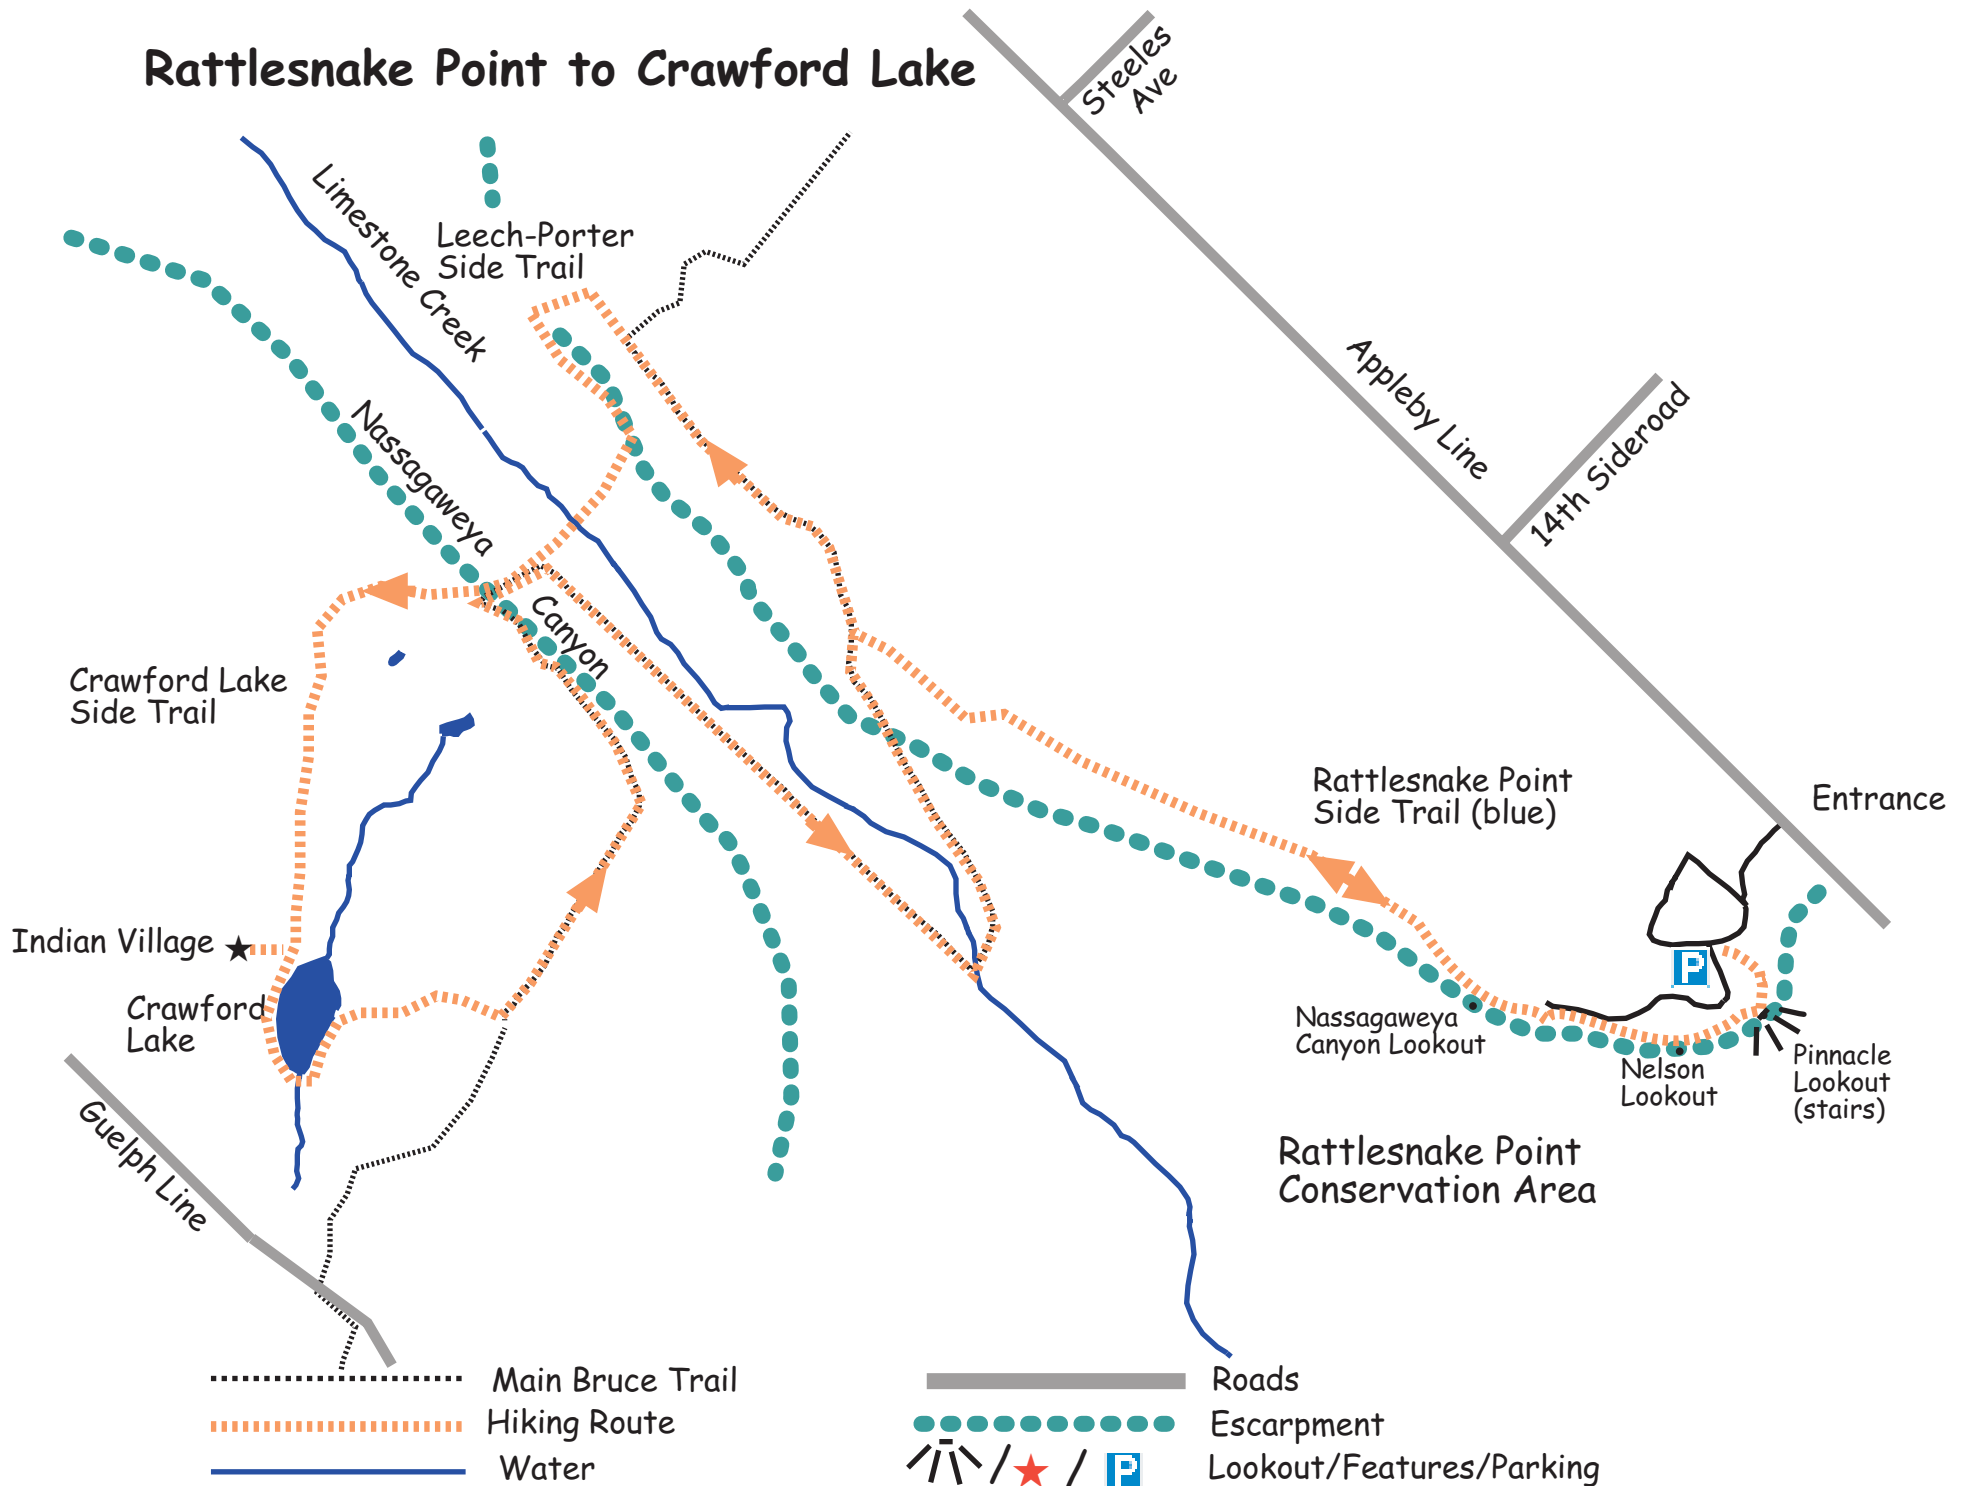 Rattlesnake Point to Crawford Lake
Steeles
Ave
Limestone Creek
Leech-Porter
Side Trail
Appleby Line
14th Sideroad
Nassagaweya
Canyon
Crawford Lake
Side Trail
Rattlesnake Point
Side Trail (blue)
Entrance
Indian Village
P
Crawford
Lake
Nassagaweya
Canyon Lookout
Nelson
Lookout
Pinnacle
Lookout
(stairs)
Guelph Line
Rattlesnake Point
Conservation Area
Main Bruce Trail
Roads
Hiking Route
Escarpment
Water
P
Lookout/Features/Parking